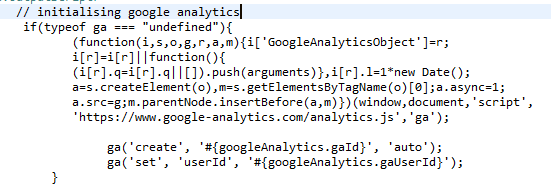 // initialising google analytics
if(typeof ga === "undefined"){
(function(i,s,o,g,r,a,m){i['GoogleAnalyticsObject']=r;
i[r]=i[r]||function(){
(i[r].q=i[r].q||[]).push(arguments)},i[r].l=1*new Date();
a=s.createElement(o),m=s.getElementsByTagName(o)[0];a.async=1;
a.src=g;m.parentNode.insertBefore(a,m)})(window,document,'script',
'https://www.google-analytics.com/analytics.js','ga');
ga('create', '#{googleAnalytics.gaId}', 'auto');
ga('set', 'userId', '#{googleAnalytics.gaUserId}');
}